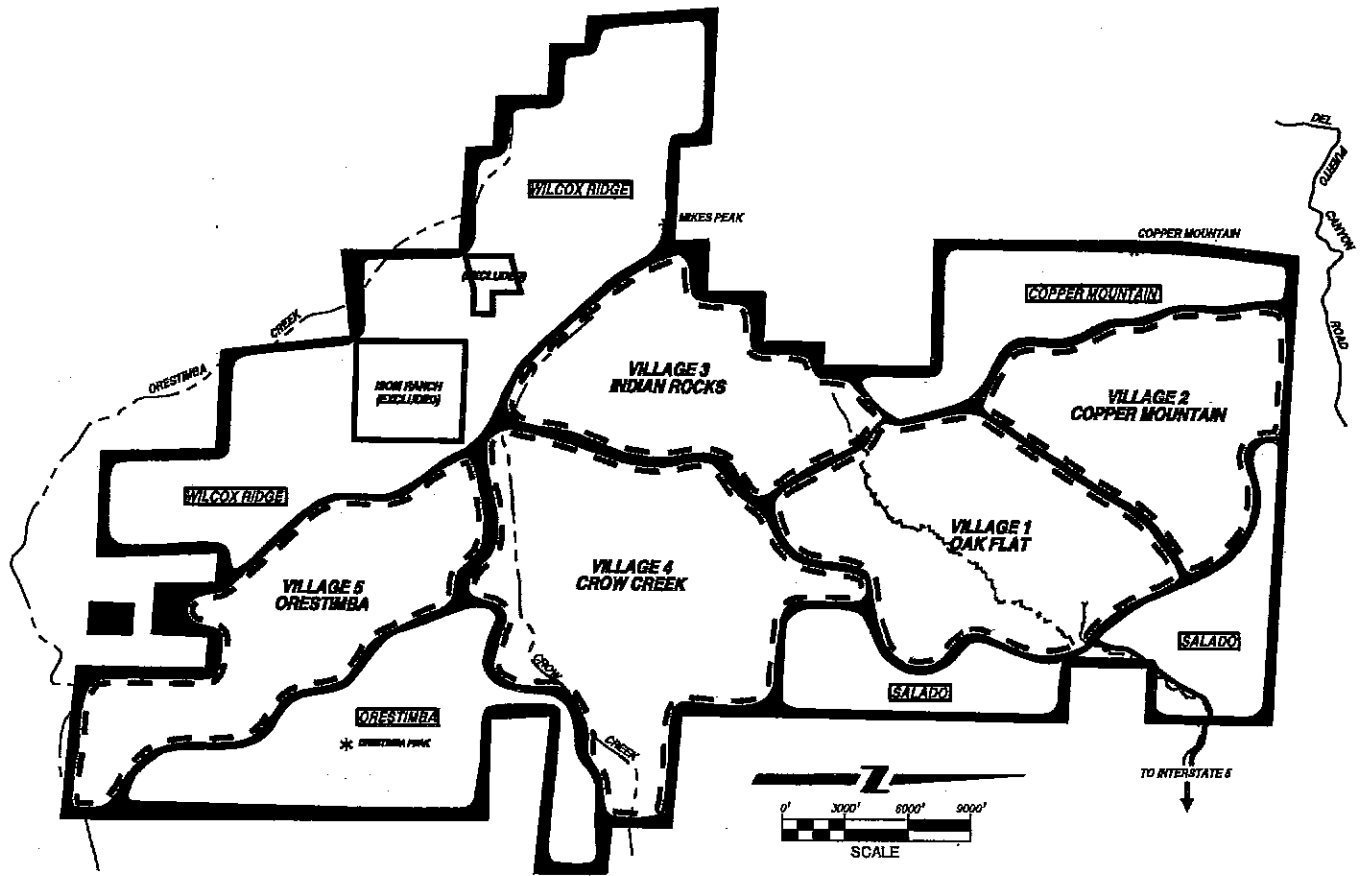 WILCOX RIDGE
MIKES PEAK
DEL
PUERTO
CANYON
ROAD
COPPER MOUNTAIN
(EXCLUDED)
COPPER MOUNTAIN
CREEK
ORESTIMBA
VILLAGE 3
INDIAN ROCKS
RANCH
(EXCLUDED)
VILLAGE 2
COPPER MOUNTAIN
WILCOX RIDGE
VILLAGE 1
OAK FLAT
VILLAGE 5
ORESTIMBA
VILLAGE 4
CROW CREEK
SALADO
CROW
SALADO
ORESTIMBA
ORESTIMBA PEAK
CREEK
TO INTERSTATE 5
Z
0' 3000' 6000' 9000'
SCALE